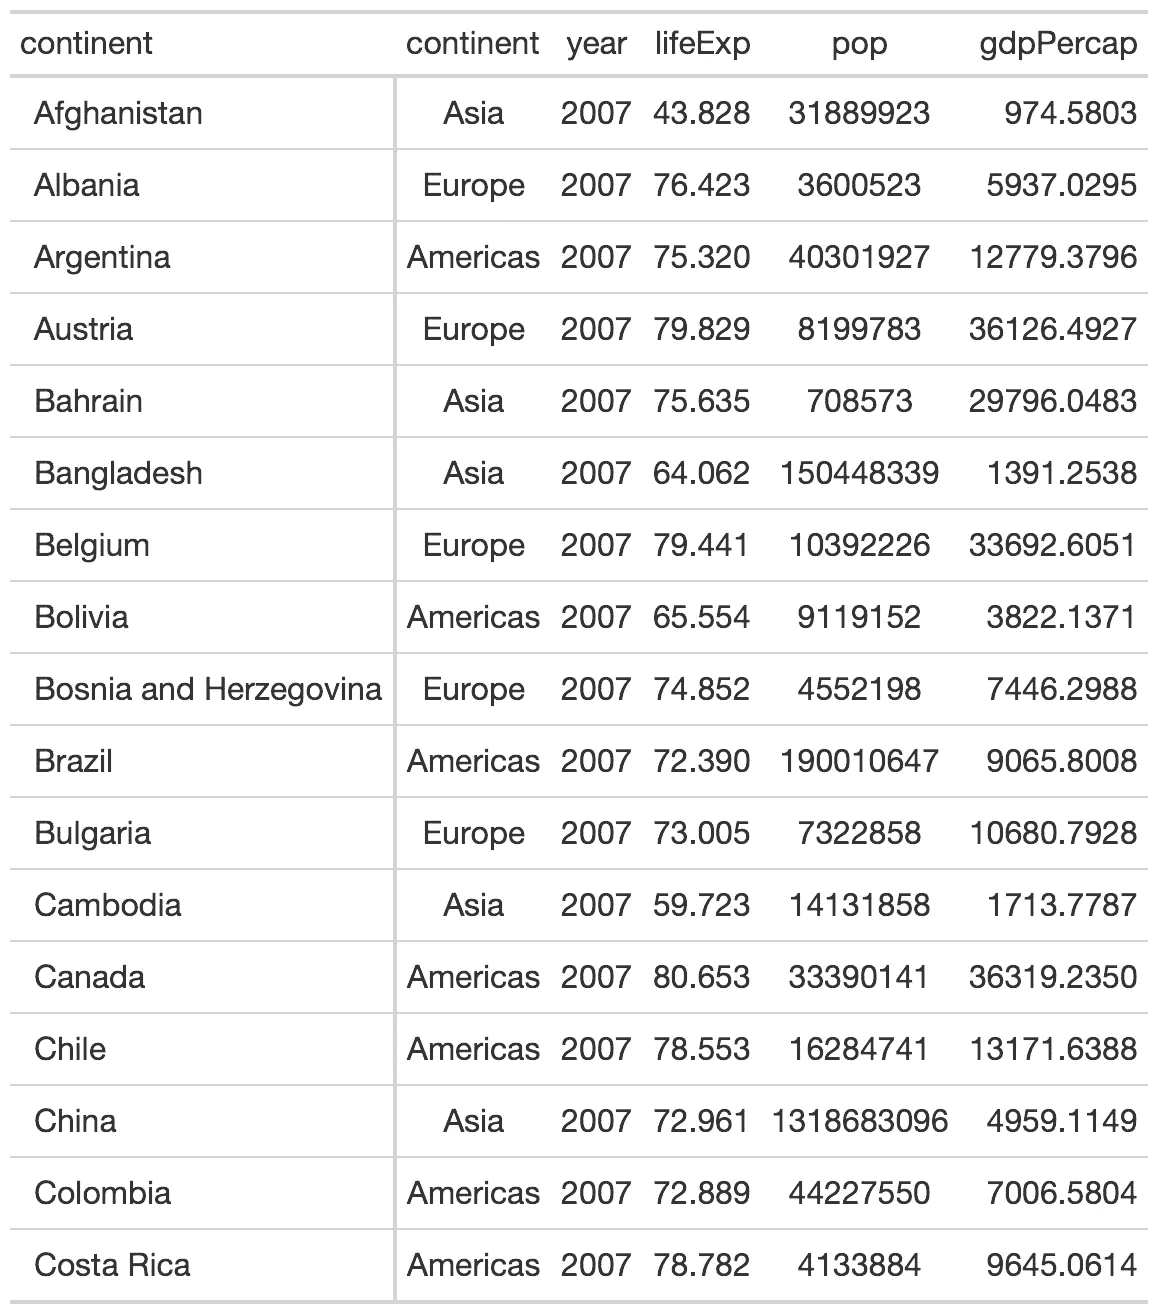 continent continent year lifeExp pop gdpPercap
Afghanistan Asia 2007 43.828 31889923 974.5803
Albania Europe 2007 76.423 3600523 5937.0295
Argentina Americas 2007 75.320 40301927 12779.3796
Austria Europe 2007 79.829 8199783 36126.4927
Bahrain Asia 2007 75.635 708573 29796.0483
Bangladesh Asia 2007 64.062 150448339 1391.2538
Belgium Europe 2007 79.441 10392226 33692.6051
Bolivia Americas 2007 65.554 9119152 3822.1371
Bosnia and Herzegovina Europe 2007 74.852 4552198 7446.2988
Brazil Americas 2007 72.390 190010647 9065.8008
Bulgaria Europe 2007 73.005 7322858 10680.7928
Cambodia Asia 2007 59.723 14131858 1713.7787
Canada Americas 2007 80.653 33390141 36319.2350
Chile Americas 2007 78.553 16284741 13171.6388
China Asia 2007 72.961 1318683096 4959.1149
Colombia Americas 2007 72.889 44227550 7006.5804
Costa Rica Americas 2007 78.782 4133884 9645.0614